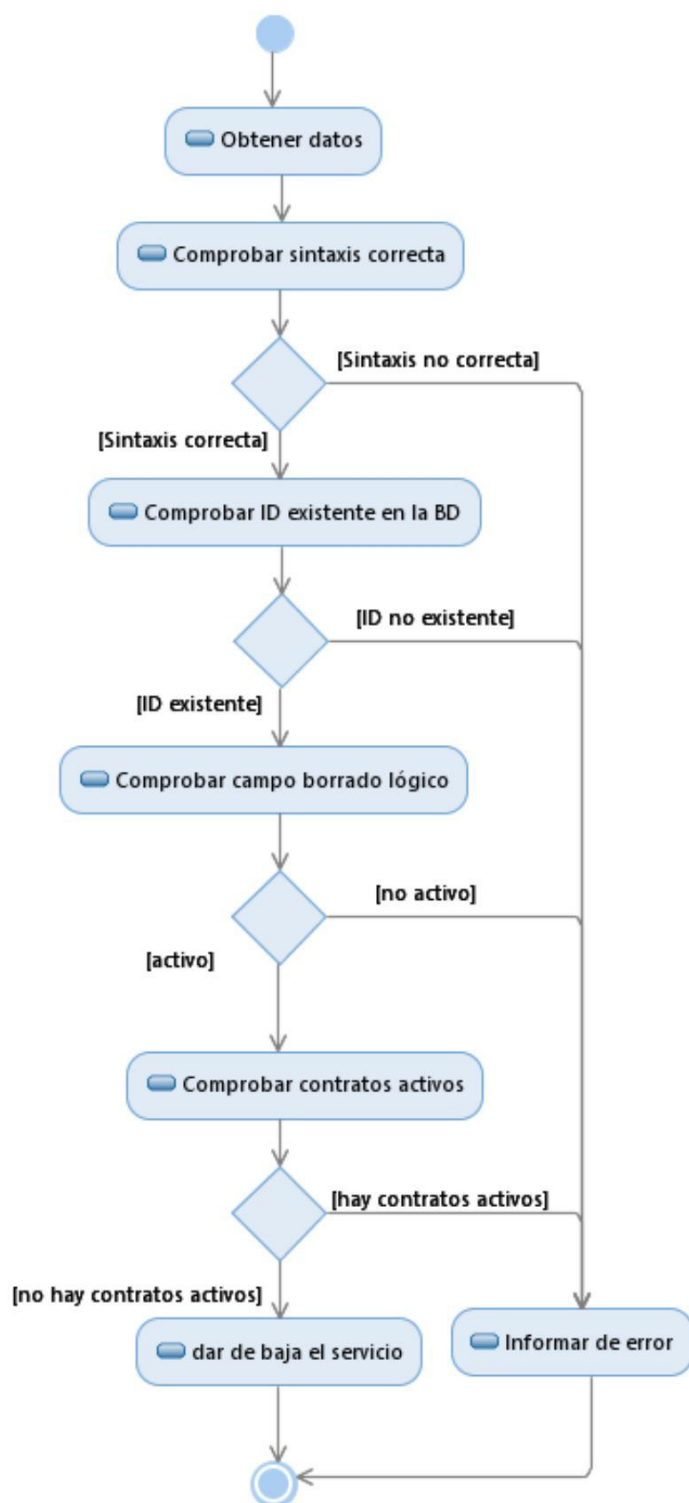 Obtener datos
Comprobar sintaxis correcta
[Sintaxis no correcta]
[Sintaxis correcta]
Comprobar ID existente en la BD
[ID no existente]
[ID existente]
Comprobar campo borrado lógico
[no activo]
[activo]
Comprobar contratos activos
[hay contratos activos]
[no hay contratos activos]
dar de baja el servicio
Informar de error